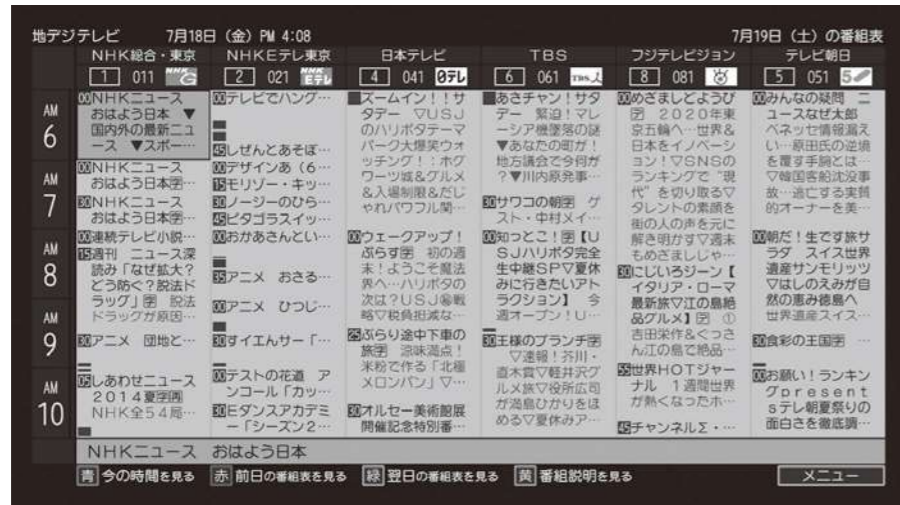 地デジテレビ 7月18日（金）PM 4:08 7月19日（土）の番組表
NHK総合・東京 NHKEテレ東京 日本テレビ TBS フジテレビジョン テレビ朝日
1 011 NHK G 2 021 NHK Eテレ 4 041 日テレ 6 061 TBS 8 081 5 051 5
AM 6
AM 7
AM 8
AM 9
AM 10
00NHKニュース
おはよう日本 ▼
国内外の最新ニュ
ース ▼スポー…
00NHKニュース
おはよう日本字…
30NHKニュース
おはよう日本字…
00連続テレビ小説…
15週刊 ニュース深
読み「なぜ拡大？
どう防ぐ？脱法ド
ラッグ」字 脱法
ドラッグが原因…
30アニメ 団地と…
05しあわせニュース
2014夏字再
NHK全54局…
00テレビでハング…
45しぜんとあそぼ…
00デザインあ（6…
15モリゾー・キッ…
30ノージーのひら…
45ピタゴラスイッ…
00おかあさんとい…
35アニメ おさる…
00アニメ ひつじ…
30すイエんサー「…
00テストの花道 ア
ンコール「カッ…
30Eダンスアカデミ
ー「シーズン2…
ズームイン！！サ
タデー ▽USJ
のハリポタテーマ
パーク大爆笑ウォ
ッチング！：ホグ
ワーツ城＆グルメ
＆入場制限＆だじ
ゃれパワフル関…
00ウェークアップ！
ぷらす字 初の週
末！ようこそ魔法
界へ…ハリポタの
次は？USJ㊙戦
略▽税負担減な…
25ぶらり途中下車の
旅字 涼味満点！
米粉で作る「北極
メロンパン」▽…
30オルセー美術館展
開催記念特別番…
あさチャン！サタ
デー 緊迫！マレ
ーシア機墜落の謎
▼あなたの町が！
地方議会で今何が
？▼川内原発事…
30サワコの朝字 ゲ
スト・中村メイ…
00知っとこ！字【U
SJハリポタ完全
生中継SP▽夏休
みに行きたいアト
ラクション】 今
週オープン！U…
30王様のブランチ字
▽速報！芥川・
直木賞▽軽井沢グ
ルメ旅▽役所広司
が満島ひかりをほ
める▽夏休みア…
00めざましどようび
字 2020年東
京五輪へ…世界＆
日本をイノベーシ
ョン！▽SNSの
ランキングで“現
代”を切り取る▽
タレントの素顔を
街の人の声を元に
解き明かす▽週末
もめざましじゃ…
30にじいろジーン【
イタリア・ローマ
最新旅▽江の島絶
品グルメ】字 ①
吉田栄作＆ぐっさ
ん江の島で絶品…
55世界HOTジャー
ナル 1週間世界
が熱くなったホ…
45チャンネルΣ・…
00みんなの疑問 ニ
ュースなぜ太郎
ベネッセ情報漏え
い…原田氏の逆境
を覆す手腕とは…
▽韓国客船沈没事
故…逃亡する実質
的オーナーを美…
00朝だ！生です旅サ
ラダ スイス世界
遺産サンモリッツ
▽はしのえみが自
然の恵み徳島へ
世界遺産スイス…
30食彩の王国字 …
00お願い！ランキン
グpresent
sテレ朝夏祭りの
面白さを徹底調…
NHKニュース おはよう日本
青 今の時間を見る 赤 前日の番組表を見る 緑 翌日の番組表を見る 黄 番組説明を見る メニュー